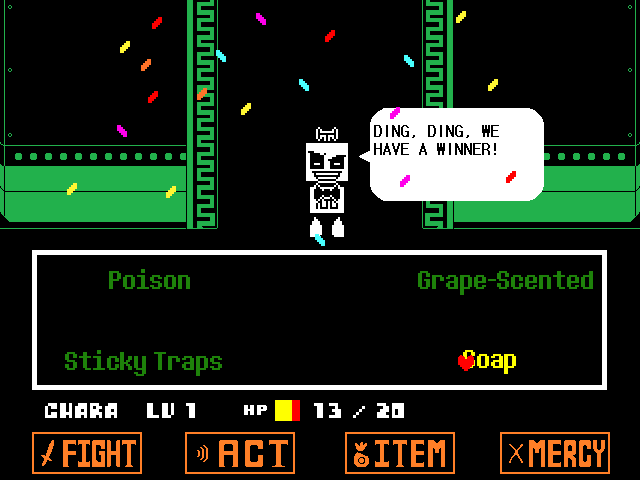 DING, DING, WE
HAVE A WINNER!
Poison
Grape-Scented
Sticky Traps
Soap
CHARA LV 1 HP 13 / 20
FIGHT
ACT
ITEM
MERCY